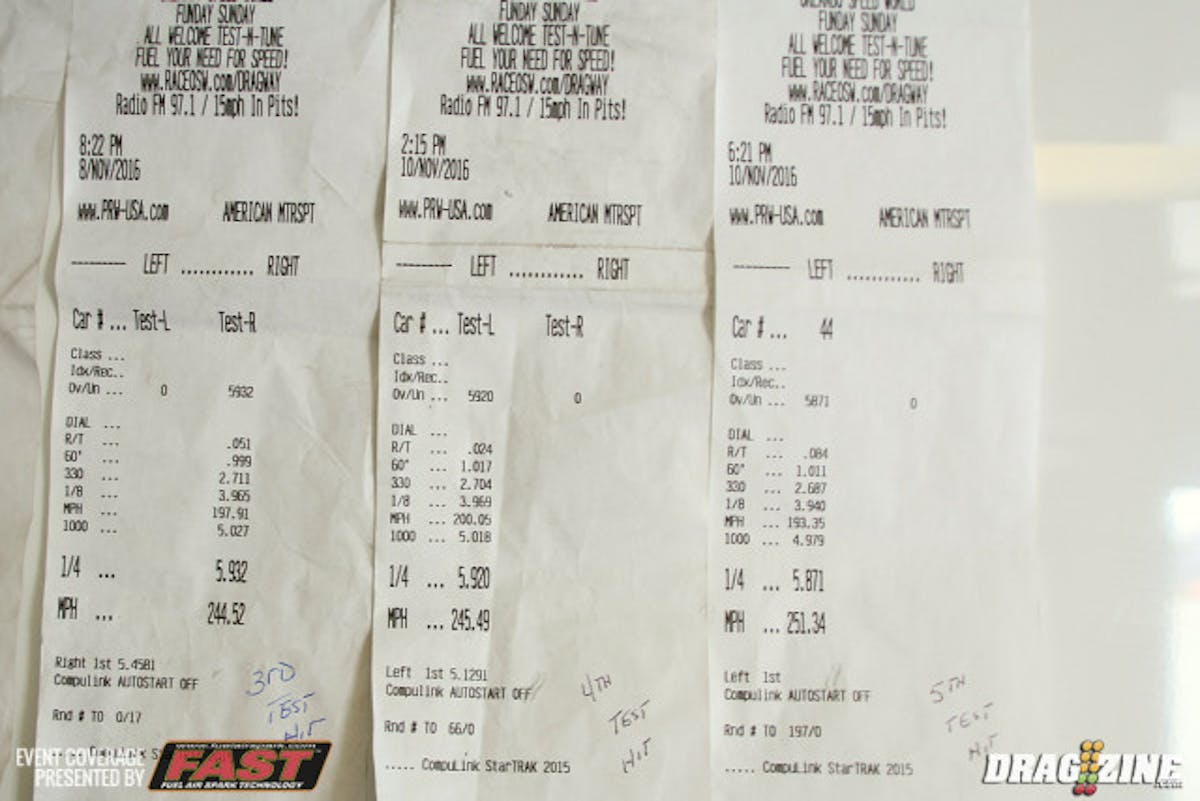 FUNDAY SUNDAY
ALL WELCOME TEST-N-TUNE
FUEL YOUR NEED FOR SPEED!
www.RACEOSW.com/DRAGWAY
Radio FM 97.1 / 15mph In Pits!
8:22 PM
8/NOV/2016
www.PRW-USA.com AMERICAN MTRSPT
--------- LEFT ............ RIGHT
Car # ... Test-L Test-R
Class ...
Idx/Rec..
Ov/Un ... 0 5932
DIAL ...
R/T ... .051
60' ... .999
330 ... 2.711
1/8 ... 3.965
MPH ... 197.91
1000 ... 5.027
1/4 ... 5.932
MPH ... 244.52
Right 1st 5.4581
Compulink AUTOSTART OFF
Rnd # TO 0/17
3RD
TEST
HIT
FUNDAY SUNDAY
ALL WELCOME TEST-N-TUNE
FUEL YOUR NEED FOR SPEED!
www.RACEOSW.com/DRAGWAY
Radio FM 97.1 / 15mph In Pits!
2:15 PM
10/NOV/2016
www.PRW-USA.com AMERICAN MTRSPT
--------- LEFT ............ RIGHT
Car # ... Test-L Test-R
Class ...
Idx/Rec..
Ov/Un ... 5920 0
DIAL ...
R/T ... .024
60' ... 1.017
330 ... 2.704
1/8 ... 3.969
MPH ... 200.05
1000 ... 5.018
1/4 ... 5.920
MPH ... 245.49
Left 1st 5.1291
Compulink AUTOSTART OFF
Rnd # TO 66/0
..... CompuLink StarTRAK 2015
4TH
TEST
HIT
ORLANDO SPEED WORLD
FUNDAY SUNDAY
ALL WELCOME TEST-N-TUNE
FUEL YOUR NEED FOR SPEED!
www.RACEOSW.com/DRAGWAY
Radio FM 97.1 / 15mph In Pits!
6:21 PM
10/NOV/2016
www.PRW-USA.com AMERICAN MTRSPT
--------- LEFT ............ RIGHT
Car # ... 44
Class ...
Idx/Rec..
Ov/Un ... 5871 0
DIAL ...
R/T ... .084
60' ... 1.011
330 ... 2.687
1/8 ... 3.940
MPH ... 193.35
1000 ... 4.979
1/4 ... 5.871
MPH ... 251.34
Left 1st
Compulink AUTOSTART OFF
Rnd # TO 197/0
..... CompuLink StarTRAK 2015
5TH
TEST
HIT
EVENT COVERAGE
PRESENTED BY
FAST
FUEL AIR SPARK TECHNOLOGY
DRAGZINE
.com